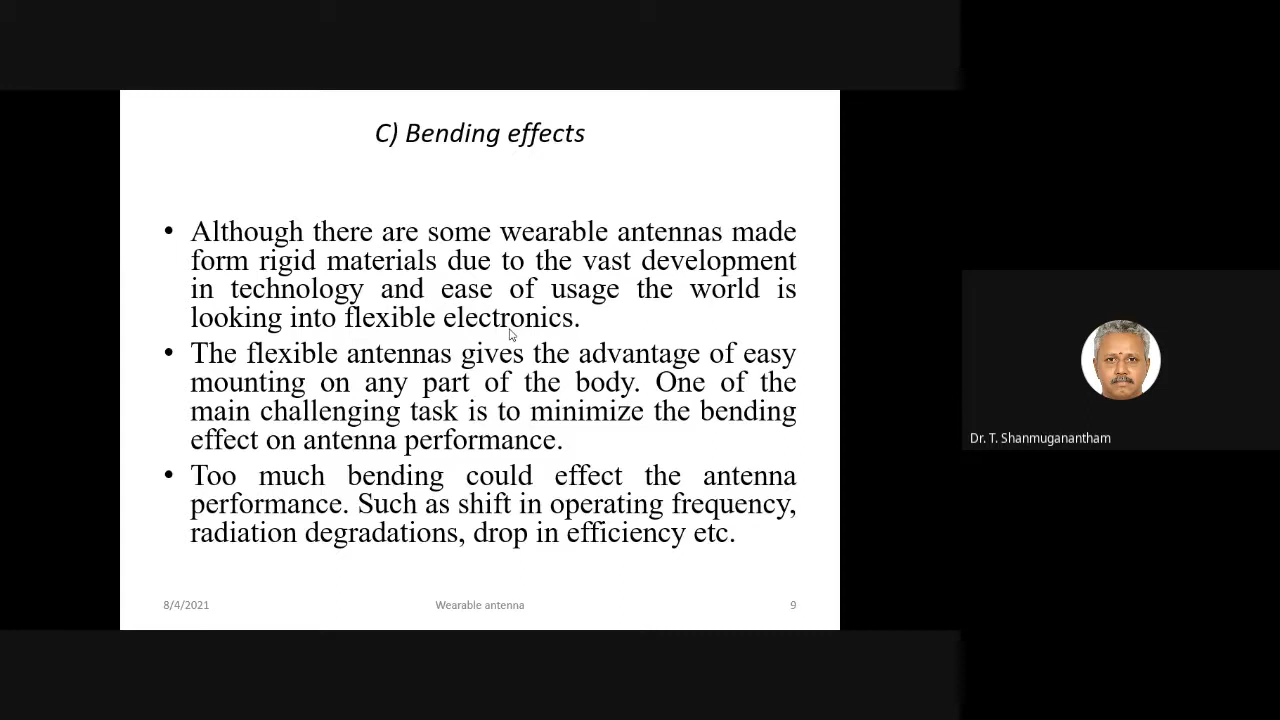 C) Bending effects
• Although there are some wearable antennas made
form rigid materials due to the vast development
in technology and ease of usage the world is
looking into flexible electronics.
• The flexible antennas gives the advantage of easy
mounting on any part of the body. One of the
main challenging task is to minimize the bending
effect on antenna performance.
• Too much bending could effect the antenna
performance. Such as shift in operating frequency,
radiation degradations, drop in efficiency etc.
8/4/2021 Wearable antenna 9
Dr. T. Shanmuganantham